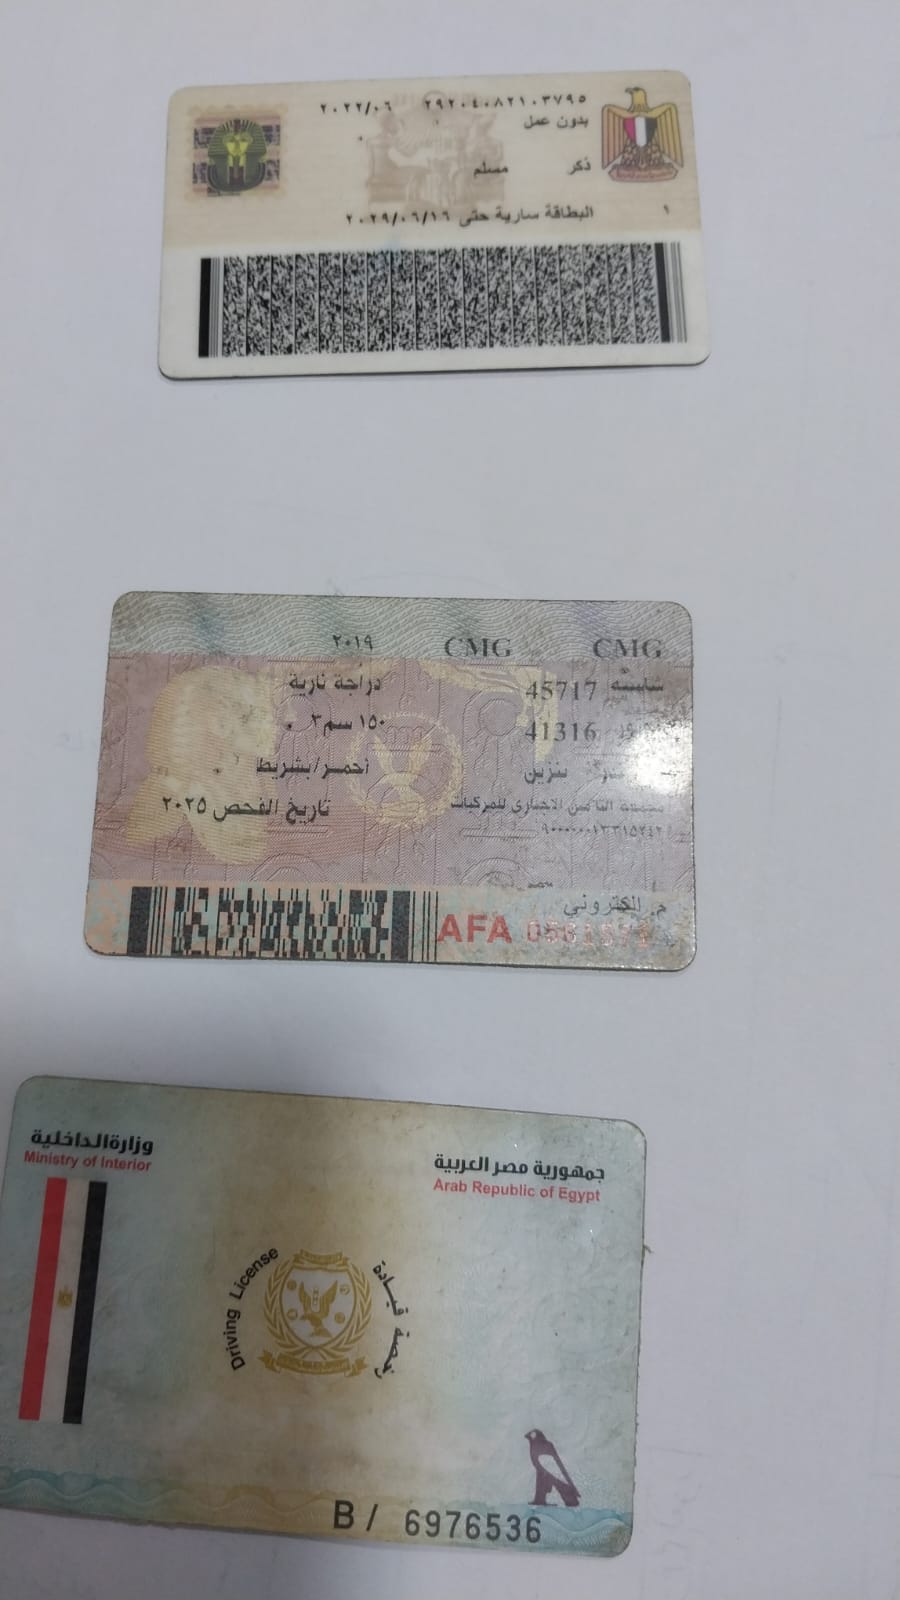 ٢٠٢٢/٠٦ ٢٩٢٠٤٠٨٢١٠٣٧٩٥
بدون عمل
ذكر مسلم
البطاقة سارية حتى ٢٠٢٩/٠٦/١٦
١
CMG CMG ٢٠١٩
شاسيه 45717 دراجة نارية
41316 ١٥٠ سم٣
بنزين أحمر/بشريط
التأمين الاجبارى للمركبات تاريخ الفحص ٢٠٢٥
م. الكتروني
AFA
وزارة الداخلية
Ministry of Interior
جمهورية مصر العربية
Arab Republic of Egypt
Driving License
رخصة قيادة
B / 6976536